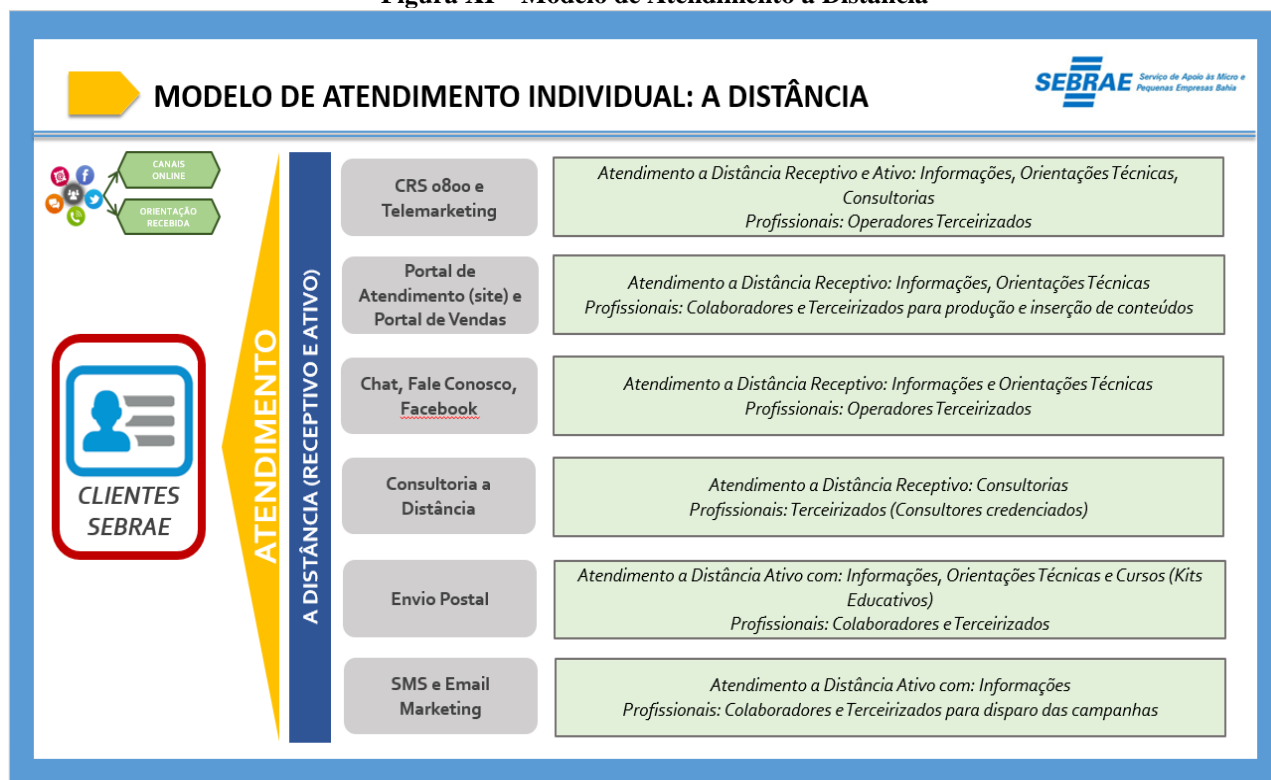 Figura XI - Modelo de Atendimento a Distância
MODELO DE ATENDIMENTO INDIVIDUAL: A DISTÂNCIA
SEBRAE
Serviço de Apoio às Micro e
Pequenas Empresas Bahia
CANAIS
ONLINE
ORIENTAÇÃO
RECEBIDA
CLIENTES
SEBRAE
ATENDIMENTO
A DISTÂNCIA (RECEPTIVO E ATIVO)
CRS 0800 e
Telemarketing
Atendimento a Distância Receptivo e Ativo: Informações, Orientações Técnicas,
Consultorias
Profissionais: Operadores Terceirizados
Portal de
Atendimento (site) e
Portal de Vendas
Atendimento a Distância Receptivo: Informações, Orientações Técnicas
Profissionais: Colaboradores e Terceirizados para produção e inserção de conteúdos
Chat, Fale Conosco,
Facebook
Atendimento a Distância Receptivo: Informações e Orientações Técnicas
Profissionais: Operadores Terceirizados
Consultoria a
Distância
Atendimento a Distância Receptivo: Consultorias
Profissionais: Terceirizados (Consultores credenciados)
Envio Postal
Atendimento a Distância Ativo com: Informações, Orientações Técnicas e Cursos (Kits
Educativos)
Profissionais: Colaboradores e Terceirizados
SMS e Email
Marketing
Atendimento a Distância Ativo com: Informações
Profissionais: Colaboradores e Terceirizados para disparo das campanhas